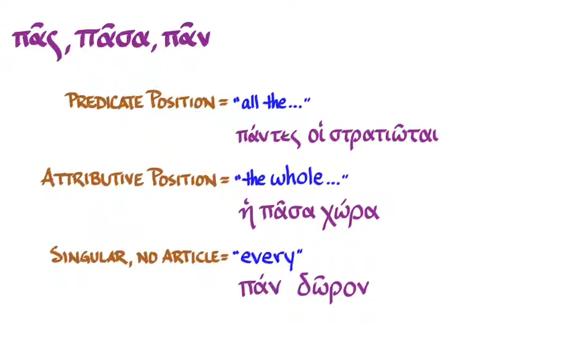 πᾶς, πᾶσα, πᾶν
PREDICATE POSITION = "all the..."
πάντες οἱ στρατιῶται
ATTRIBUTIVE POSITION = "the whole..."
ἡ πᾶσα χώρα
SINGULAR, NO ARTICLE = "every"
πάν δῶρον